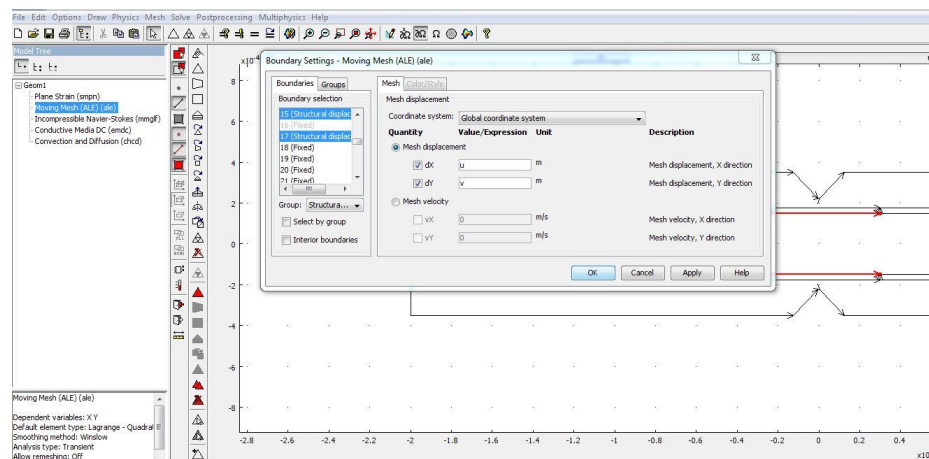 File Edit Options Draw Physics Mesh Solve Postprocessing Multiphysics Help
Model Tree
Geom1
Plane Strain (smpn)
Moving Mesh (ALE) (ale)
Incompressible Navier-Stokes (mmglf)
Conductive Media DC (emdc)
Convection and Diffusion (chcd)
Moving Mesh (ALE) (ale)
Dependent variables: X Y
Default element type: Lagrange - Quadrat
Smoothing method: Winslow
Analysis type: Transient
Allow remeshing: Off
Boundary Settings - Moving Mesh (ALE) (ale)
Boundaries Groups
Boundary selection
15 (Structural displac
16 (Fixed)
17 (Structural displac
18 (Fixed)
19 (Fixed)
20 (Fixed)
21 (Fixed)
Group: Structura...
Select by group
Interior boundaries
Mesh Color/Style
Mesh displacement
Coordinate system: Global coordinate system
Quantity Value/Expression Unit Description
Mesh displacement
dX u m Mesh displacement, X direction
dY v m Mesh displacement, Y direction
Mesh velocity
vX 0 m/s Mesh velocity, X direction
vY 0 m/s Mesh velocity, Y direction
OK Cancel Apply Help
x10-4
8
6
4
2
0
-2
-4
-6
-8
-2.8 -2.6 -2.4 -2.2 -2 -1.8 -1.6 -1.4 -1.2 -1 -0.8 -0.6 -0.4 -0.2 0 0.2 0.4
x10